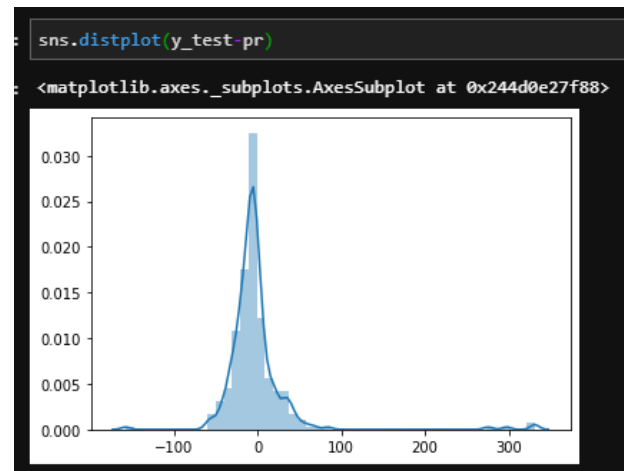 : sns.distplot(y_test-pr)
: <matplotlib.axes._subplots.AxesSubplot at 0x244d0e27f88>
0.030
0.025
0.020
0.015
0.010
0.005
0.000
−100 0 100 200 300